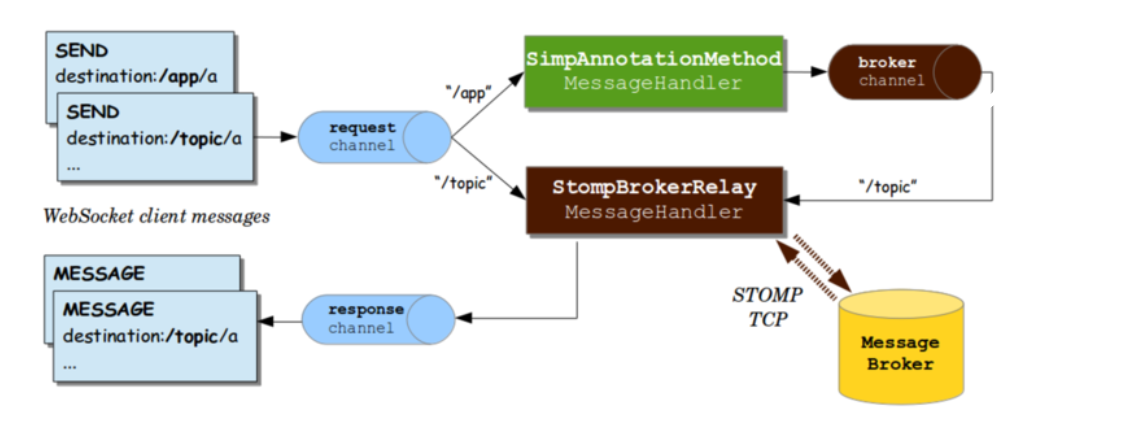 SEND
destination:/app/a
SEND
destination:/topic/a
...
WebSocket client messages
request
channel
"/app"
"/topic"
SimpAnnotationMethod
MessageHandler
broker
channel
StompBrokerRelay
MessageHandler
"/topic"
MESSAGE
MESSAGE
destination:/topic/a
...
response
channel
STOMP
TCP
Message
Broker